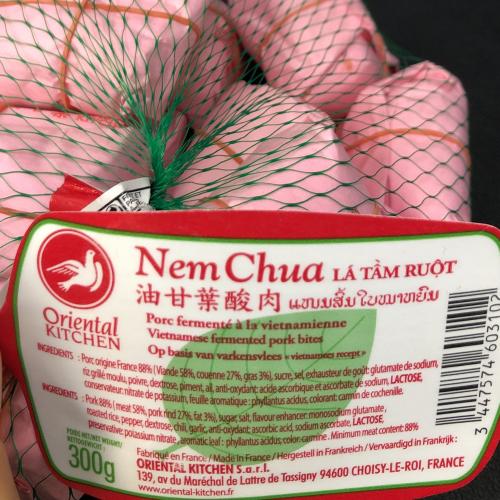 Nem Chua LÁ TẦM RUỘT
油甘葉酸肉 ແໜມສົ້ມໃບໝາຍົມ
Oriental
KITCHEN
Porc fermenté à la vietnamienne
Vietnamese fermented pork bites
Op basis van varkensvlees «vietnamees recept»
INGREDIENTS : Porc origine France 88% (Viande 58%, couenne 27%, gras 3%), sucre, sel, exhausteur de goût: glutamate de sodium,
riz grillé moulu, poivre, dextrose, piment, ail, anti-oxydant: acide ascorbique et ascorbate de sodium, LACTOSE,
conservateur: nitrate de potassium, feuille aromatique : phyllantus acidus, colorant: carmin de cochenille.
INGREDIENTS : Pork 88% ( meat 58%, pork rind 27%, fat 3%), sugar, salt, flavour enhancer: monosodium glutamate ,
roasted rice, pepper, dextrose, chili, garlic, anti-oxydant: ascorbic acid, sodium ascorbate, LACTOSE,
preservative: potassium nitrate , aromatic leaf : phyllantus acidus, color: carmine . Minimum meat content: 88%
POIDS NET/NET WEIGHT/
NETTOGEWICHT :
300g
Fabriqué en France / Made in France / Hergestell in Frankreich / Vervaardigd in Frankrijk :
ORIENTAL KITCHEN S.a.r.l.
139, av du Maréchal de Lattre de Tassigny 94600 CHOISY-LE-ROI, FRANCE
www.oriental-kitchen.fr
3 447574 603105